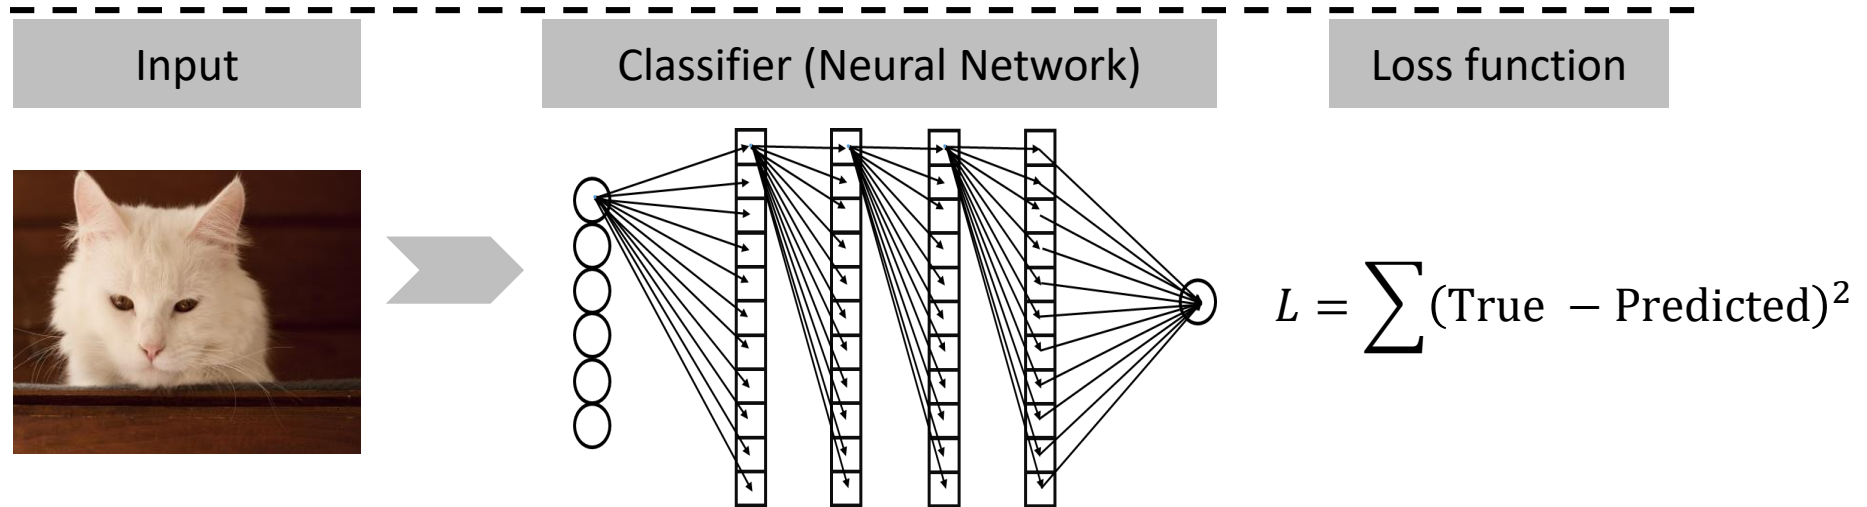 Input
Classifier (Neural Network)
Loss function
L = ∑(True − Predicted)²